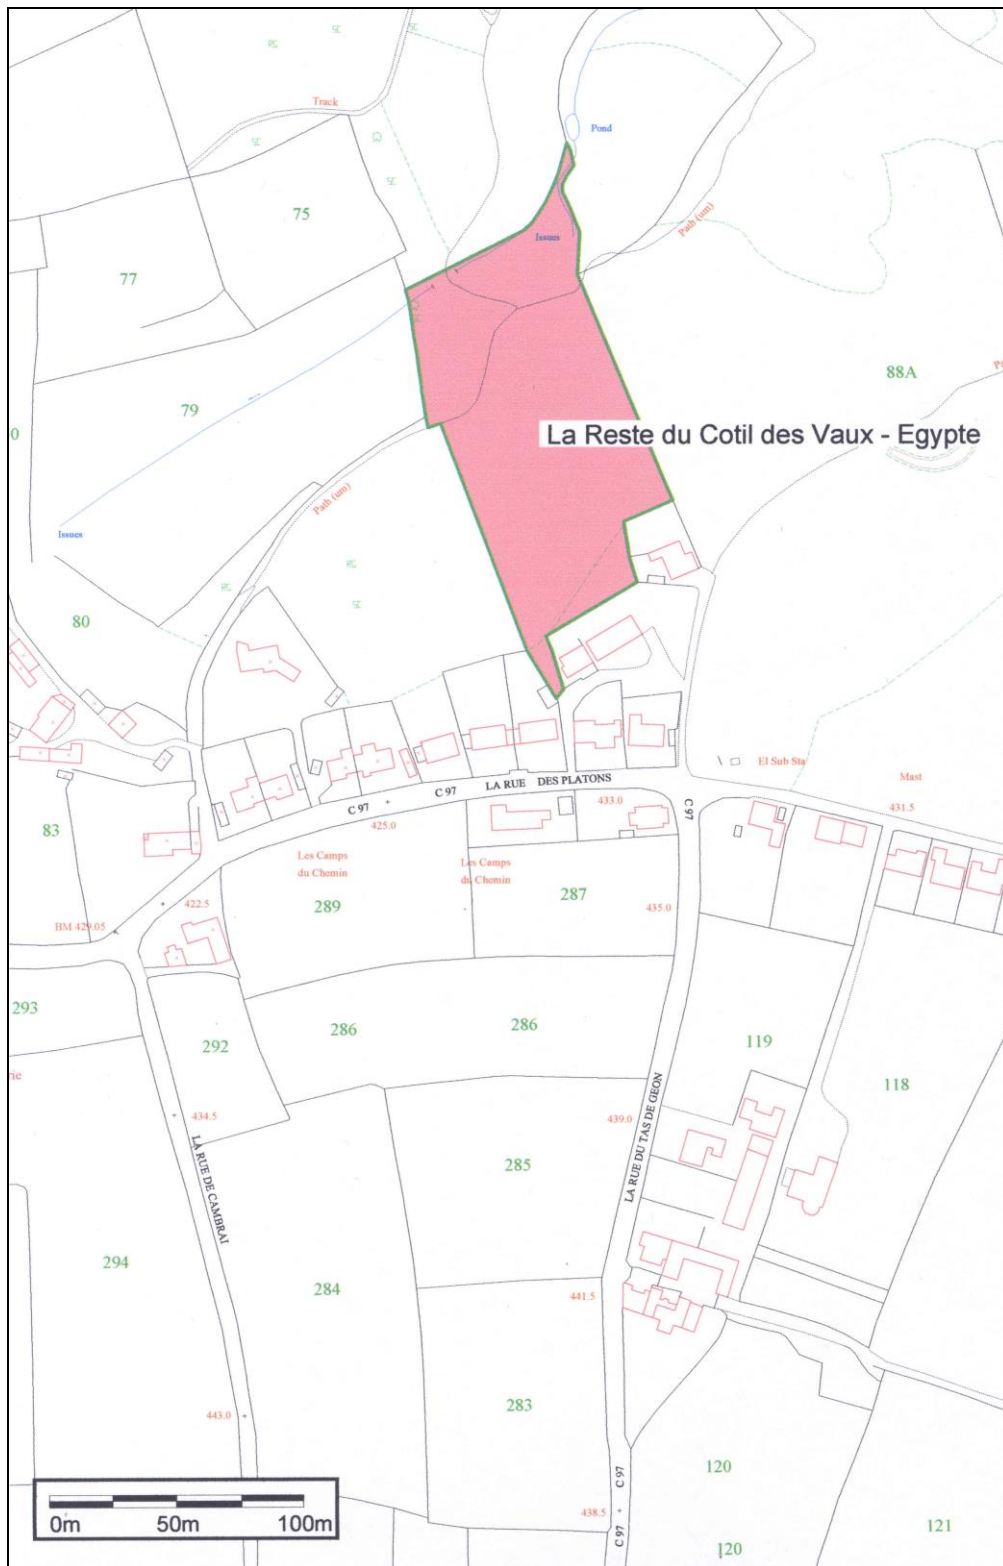 Track
Pond
75
Issues
Path (um)
77
88A
79
La Reste du Cotil des Vaux - Egypte
Path (um)
Issues
80
El Sub Sta
Mast
LA RUE DES PLATONS
C 97
C 97
433.0
431.5
C 97
425.0
83
Les Camps
du Chemin
Les Camps
du Chemin
289
287
422.5
435.0
BM 429.05
293
292
286
286
119
118
434.5
439.0
LA RUE DE CAMBRAI
LA RUE DU TAS DE GEON
285
294
284
441.5
283
443.0
120
C 97
438.5
C 97
121
120
0m 50m 100m